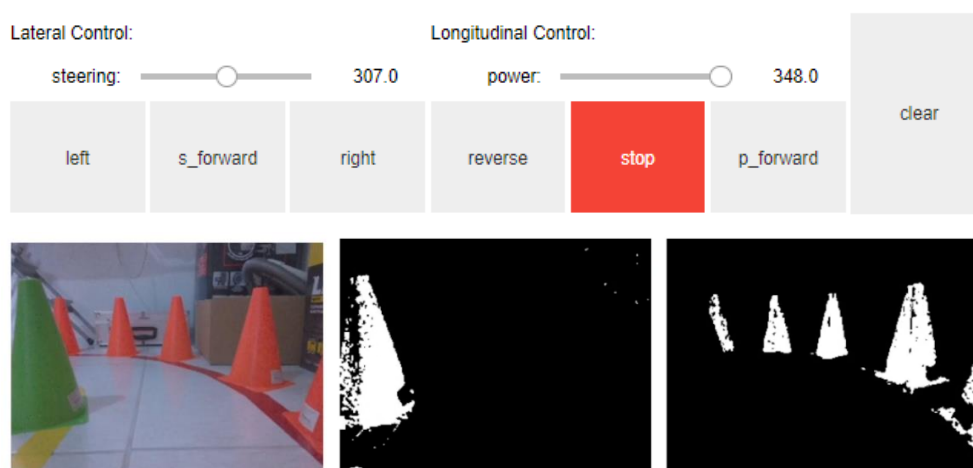 Lateral Control:
Longitudinal Control:
steering: 307.0
power: 348.0
clear
left
s_forward
right
reverse
stop
p_forward